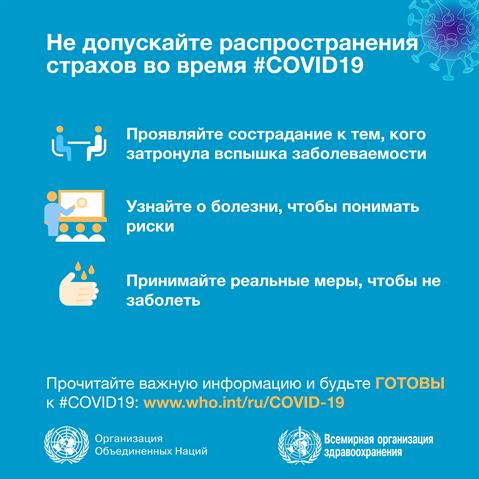 Не допускайте распространения
страхов во время #COVID19
Проявляйте сострадание к тем, кого
затронула вспышка заболеваемости
Узнайте о болезни, чтобы понимать
риски
Принимайте реальные меры, чтобы не
заболеть
Прочитайте важную информацию и будьте ГОТОВЫ
к #COVID19: www.who.int/ru/COVID-19
Организация
Объединенных Наций
Всемирная организация
здравоохранения